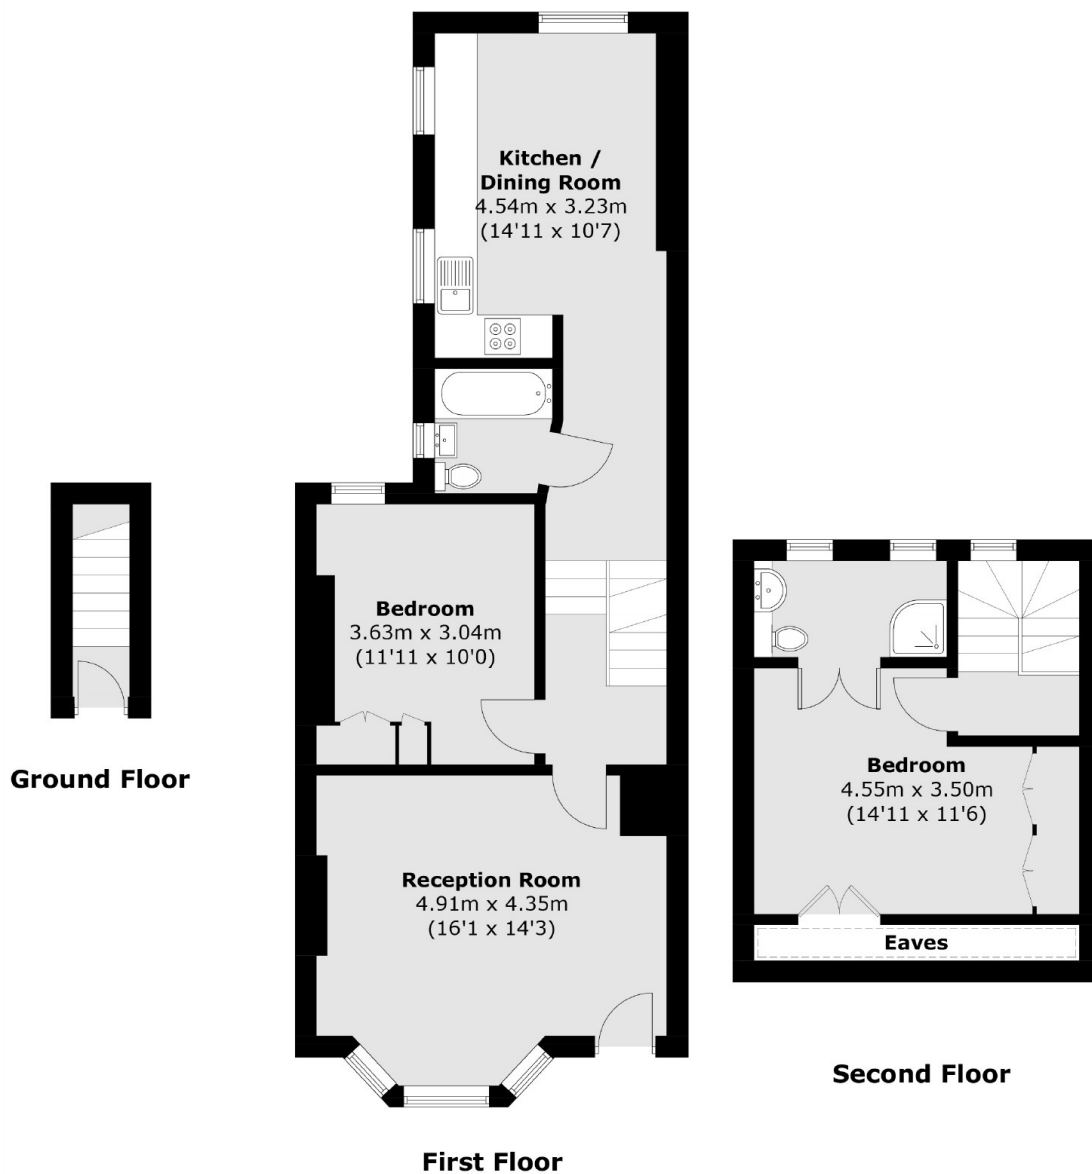 Kitchen /
Dining Room
4.54m x 3.23m
(14'11 x 10'7)
Bedroom
3.63m x 3.04m
(11'11 x 10'0)
Ground Floor
Bedroom
4.55m x 3.50m
(14'11 x 11'6)
Reception Room
4.91m x 4.35m
(16'1 x 14'3)
Eaves
Second Floor
First Floor